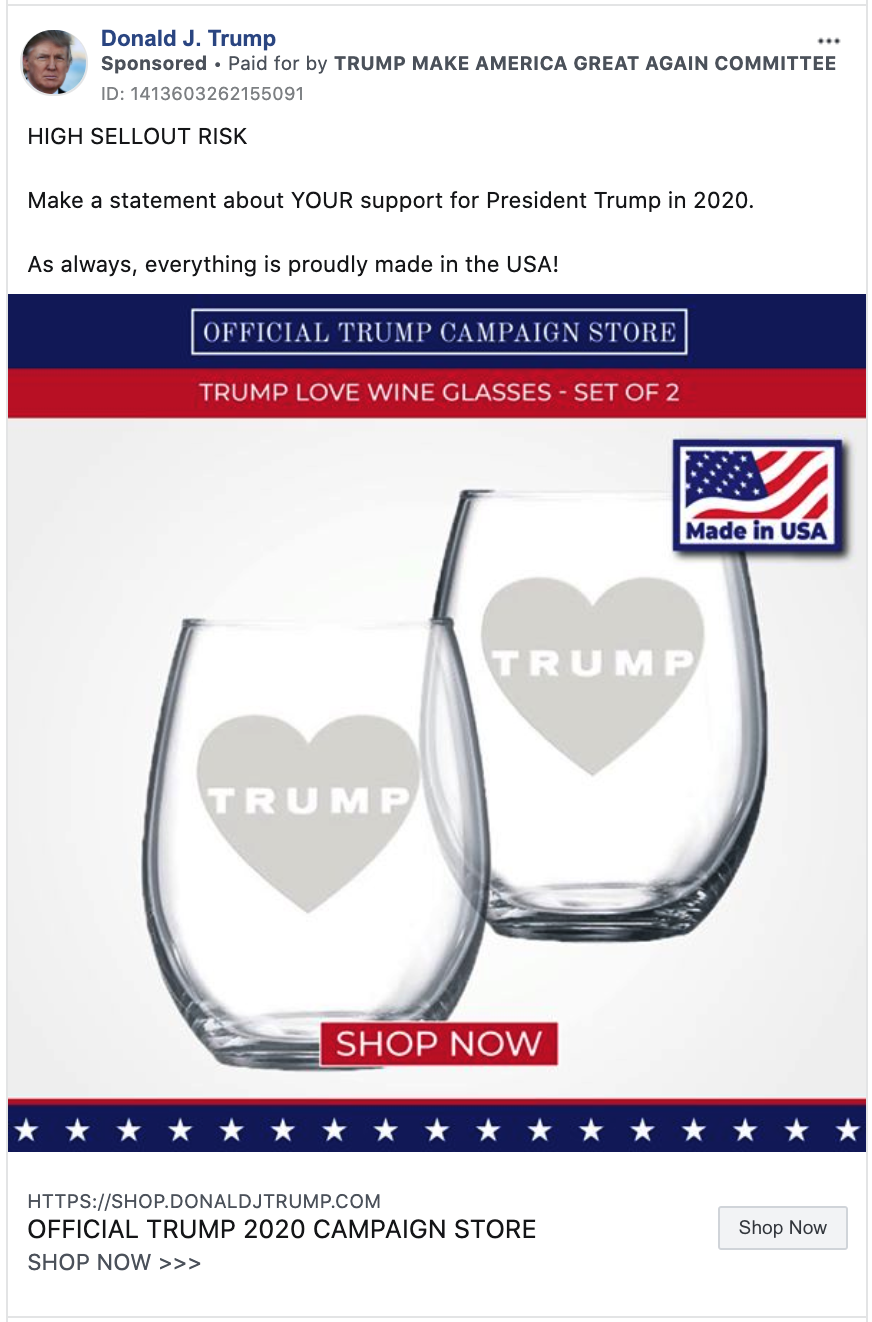 Donald J. Trump
Sponsored • Paid for by TRUMP MAKE AMERICA GREAT AGAIN COMMITTEE
ID: 1413603262155091
HIGH SELLOUT RISK
Make a statement about YOUR support for President Trump in 2020.
As always, everything is proudly made in the USA!
OFFICIAL TRUMP CAMPAIGN STORE
TRUMP LOVE WINE GLASSES - SET OF 2
Made in USA
TRUMP
TRUMP
SHOP NOW
HTTPS://SHOP.DONALDJTRUMP.COM
OFFICIAL TRUMP 2020 CAMPAIGN STORE
SHOP NOW >>>
Shop Now